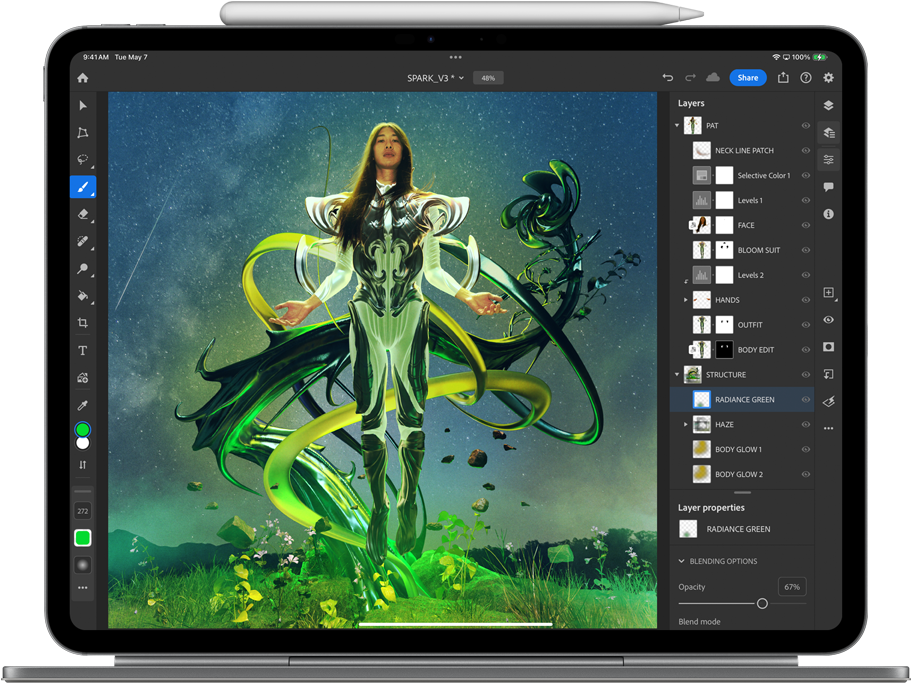 9:41AM Tue May 7
100%
SPARK_V3 *
48%
Share
Layers
PAT
NECK LINE PATCH
Selective Color 1
Levels 1
FACE
BLOOM SUIT
Levels 2
HANDS
OUTFIT
BODY EDIT
STRUCTURE
RADIANCE GREEN
HAZE
BODY GLOW 1
BODY GLOW 2
272
Layer properties
RADIANCE GREEN
BLENDING OPTIONS
Opacity
67%
Blend mode